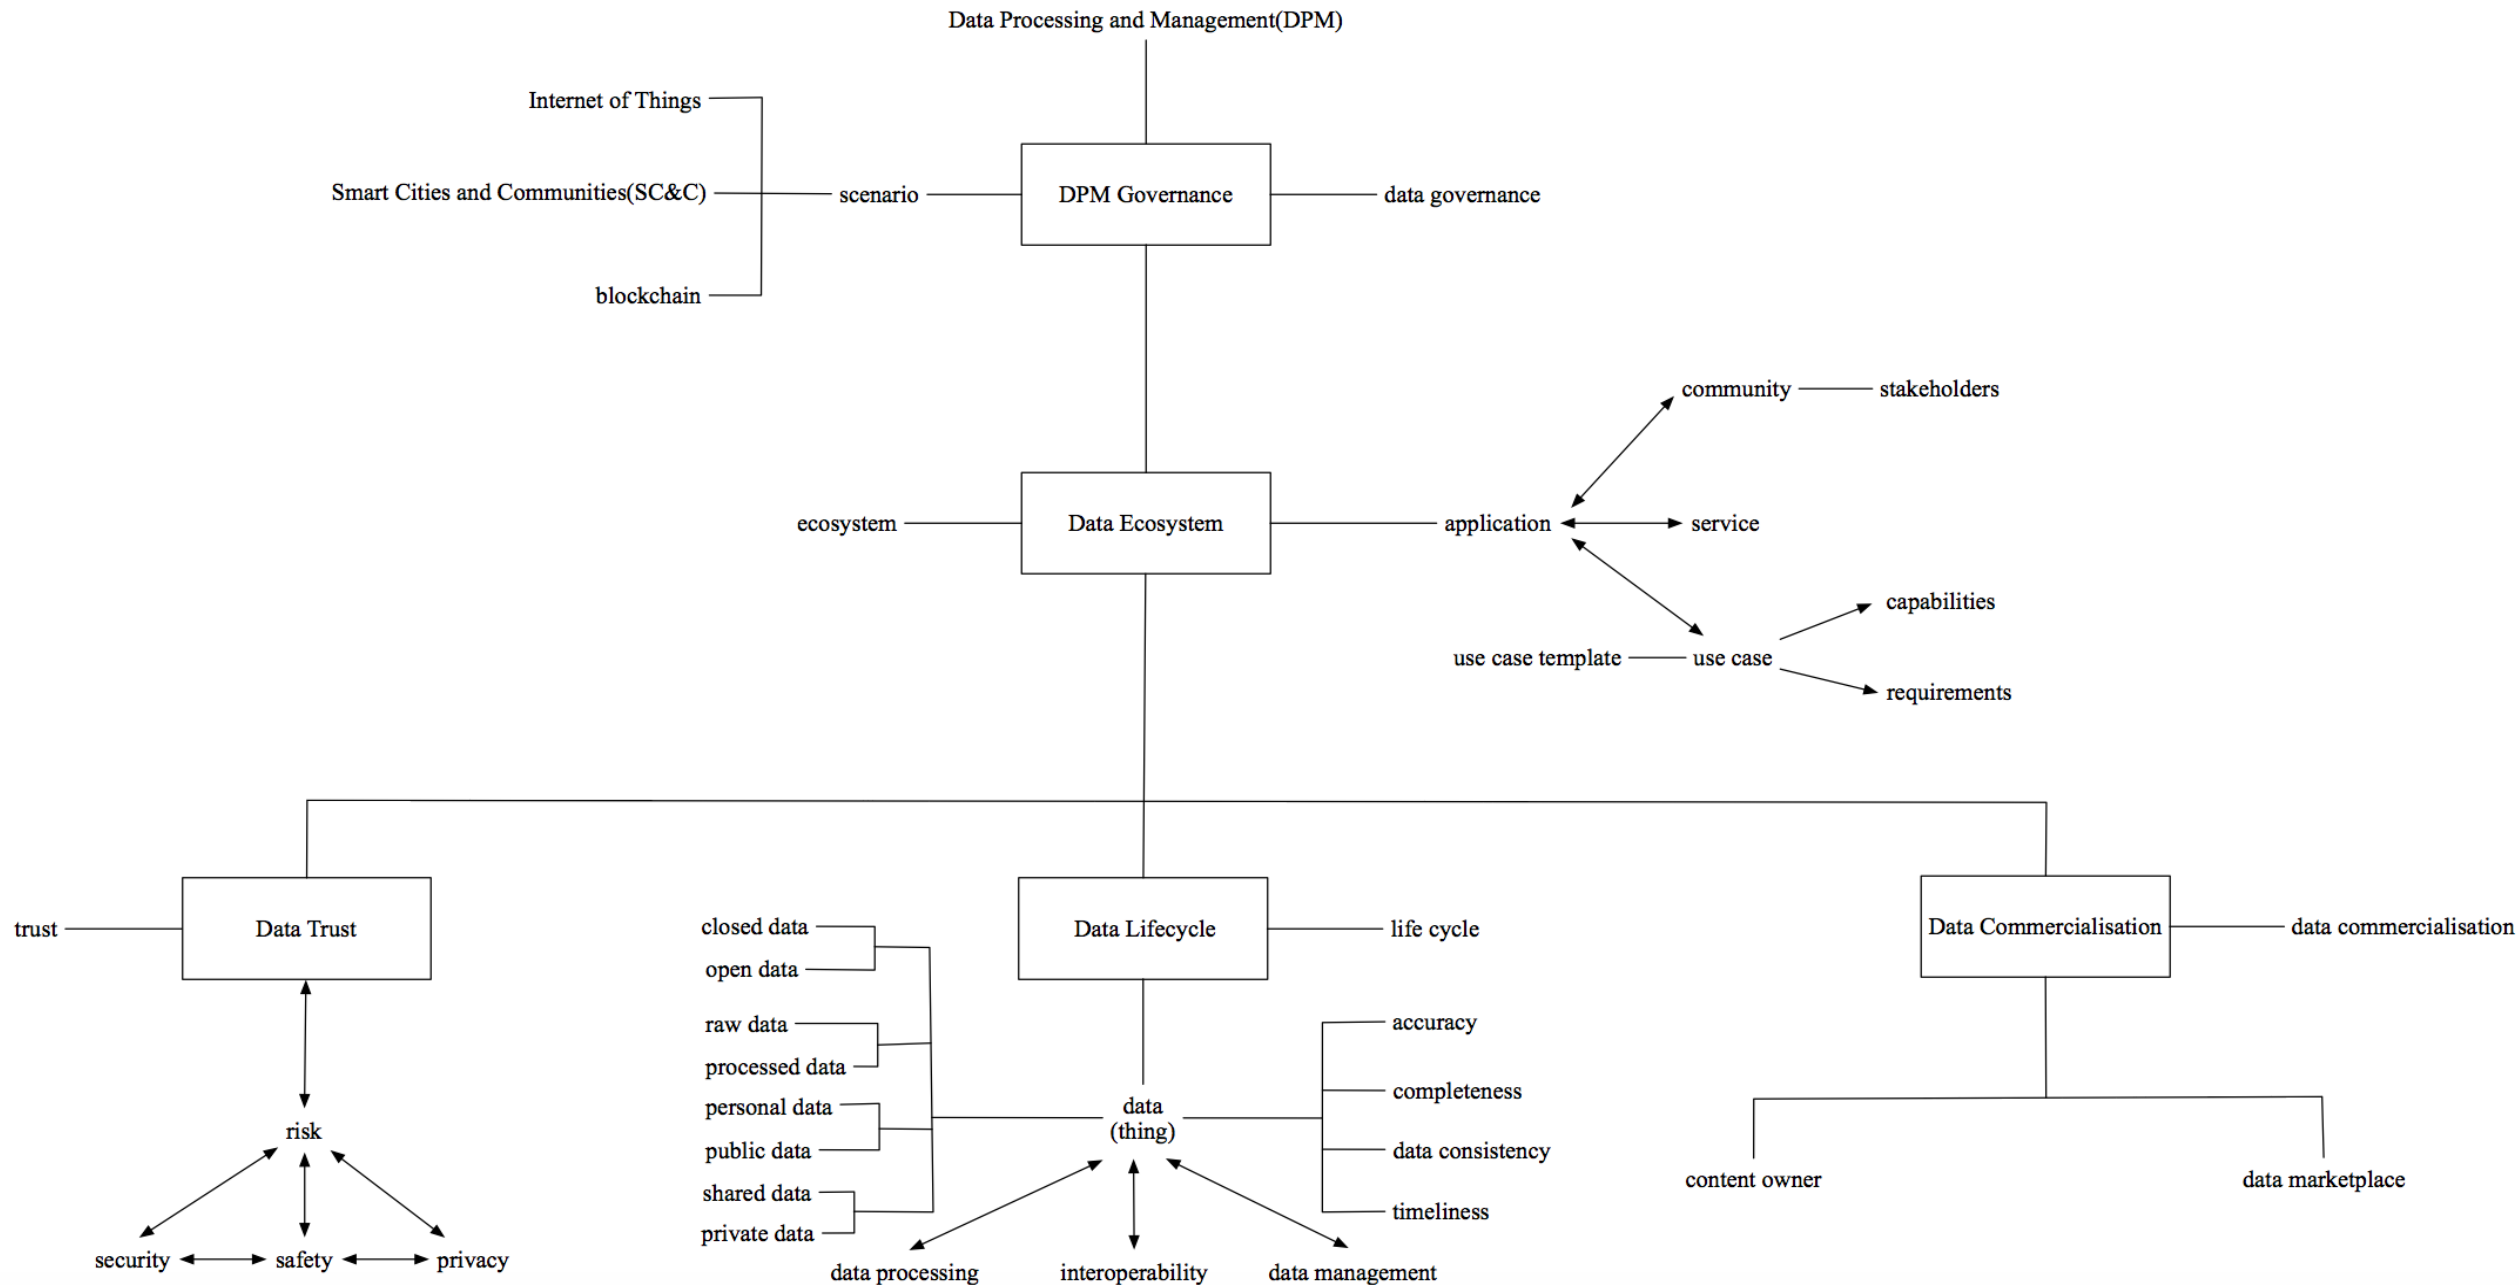 Data Processing and Management(DPM)
Internet of Things
Smart Cities and Communities(SC&C)
scenario
DPM Governance
data governance
blockchain
community
stakeholders
ecosystem
Data Ecosystem
application
service
capabilities
use case template
use case
requirements
trust
Data Trust
closed data
open data
Data Lifecycle
life cycle
Data Commercialisation
data commercialisation
raw data
processed data
personal data
public data
shared data
private data
data
(thing)
accuracy
completeness
data consistency
timeliness
risk
security
safety
privacy
data processing
interoperability
data management
content owner
data marketplace